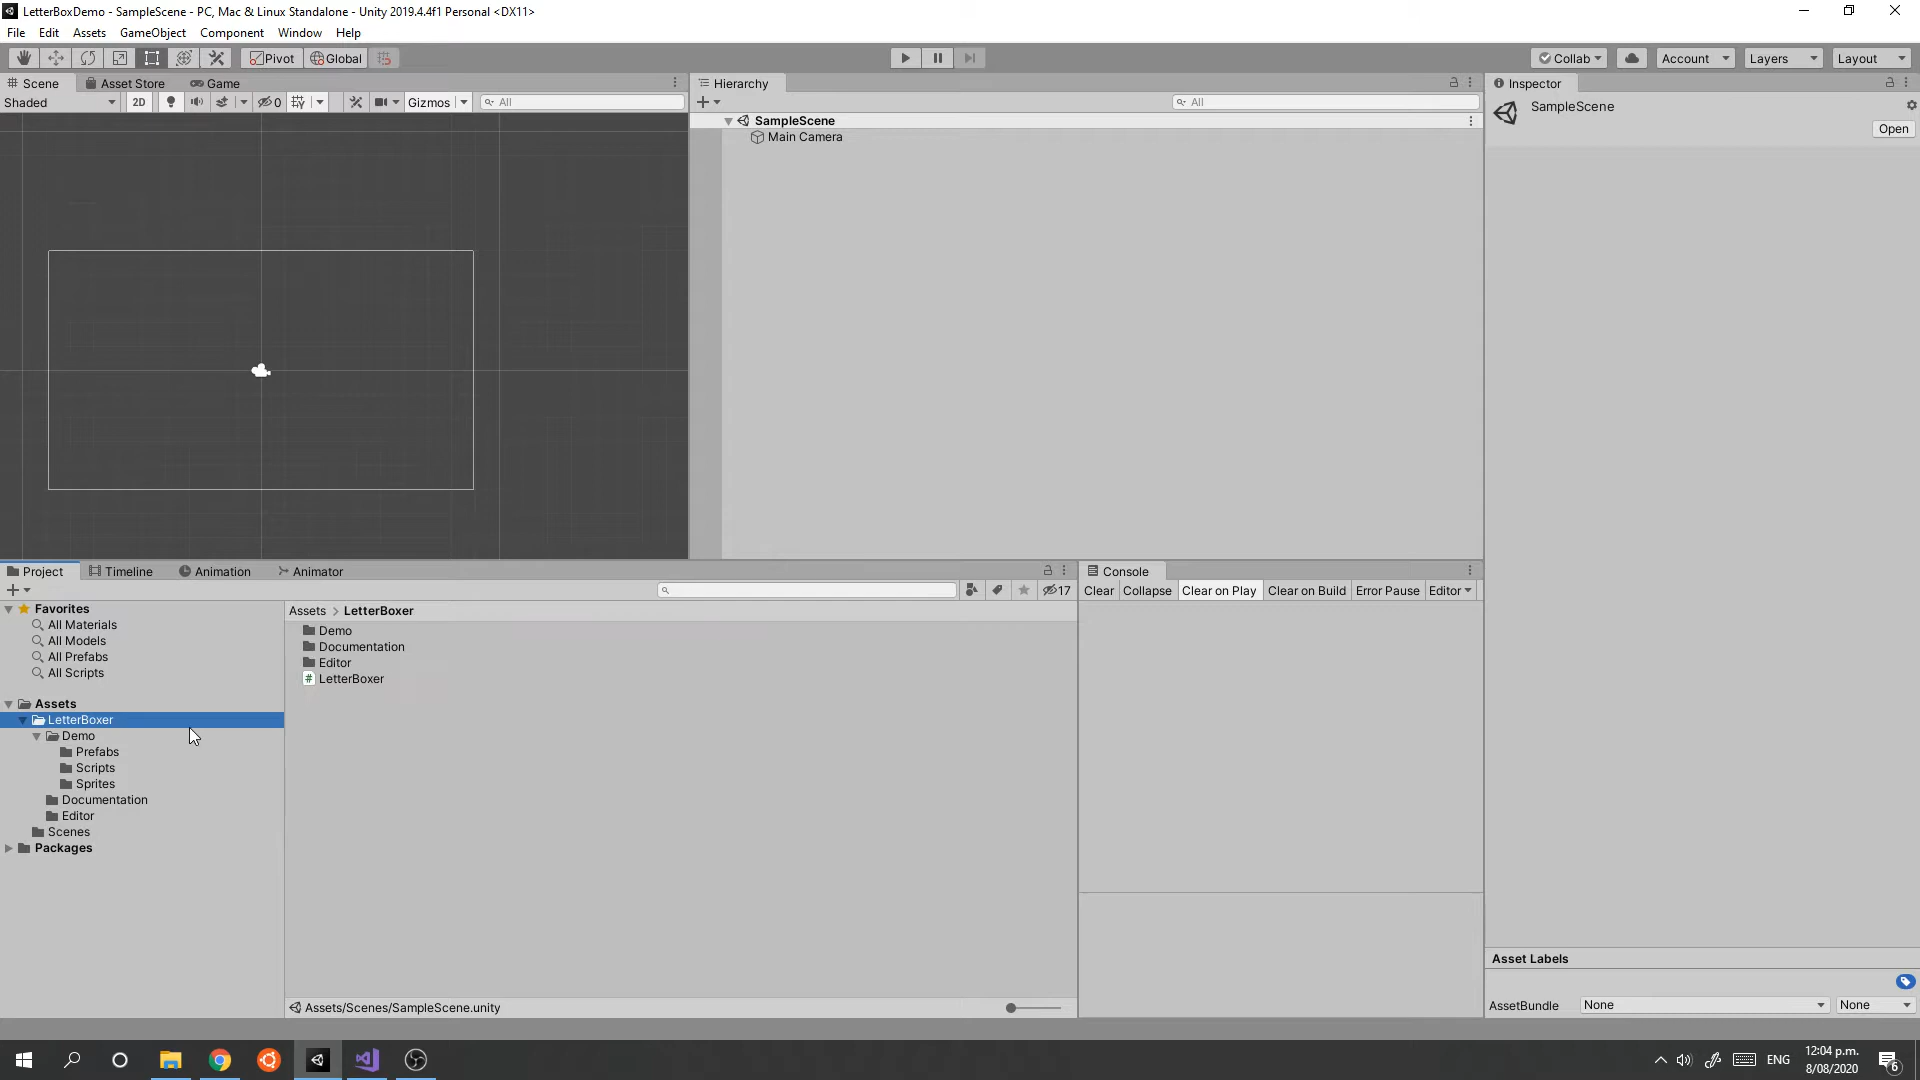 LetterBoxDemo - SampleScene - PC, Mac & Linux Standalone - Unity 2019.4.4f1 Personal <DX11>
File Edit Assets GameObject Component Window Help
Pivot Global Collab Account Layers Layout
Scene Asset Store Game
Shaded 2D 0 Gizmos All
Hierarchy
All
SampleScene
Main Camera
Inspector
SampleScene
Open
Project Timeline Animation Animator
17
Favorites
All Materials
All Models
All Prefabs
All Scripts
Assets
LetterBoxer
Demo
Prefabs
Scripts
Sprites
Documentation
Editor
Scenes
Packages
Assets > LetterBoxer
Demo
Documentation
Editor
# LetterBoxer
Assets/Scenes/SampleScene.unity
Console
Clear Collapse Clear on Play Clear on Build Error Pause Editor
Asset Labels
AssetBundle None None
ENG
12:04 p.m.
8/08/2020
6